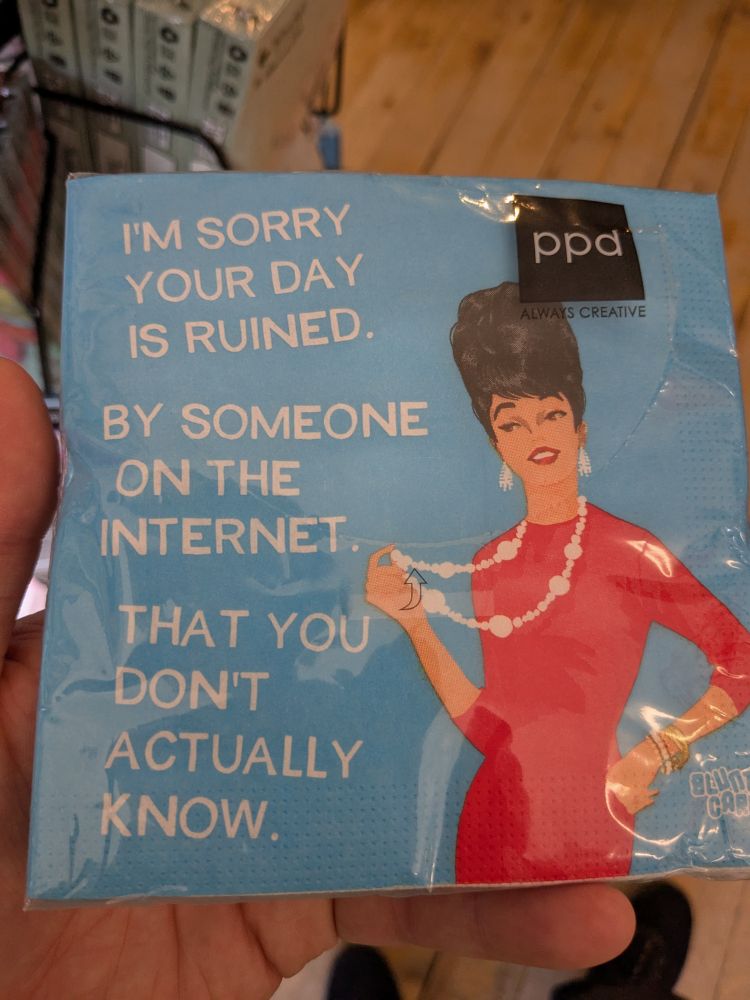 I'M SORRY
YOUR DAY
IS RUINED.
BY SOMEONE
ON THE
INTERNET.
THAT YOU
DON'T
ACTUALLY
KNOW.
ppd
ALWAYS CREATIVE